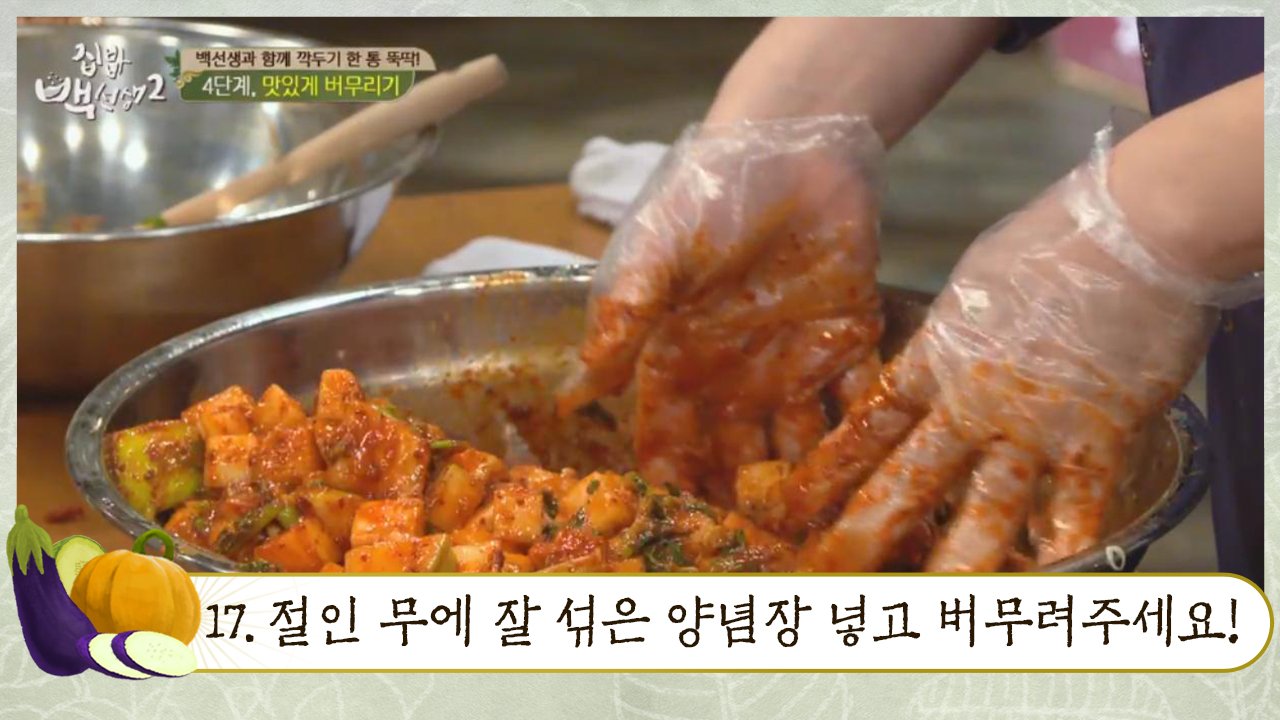 집밥
백선생2
백선생과 함께 깍두기 한 통 뚝딱!
4단계, 맛있게 버무리기
17. 절인 무에 잘 섞은 양념장 넣고 버무려주세요!